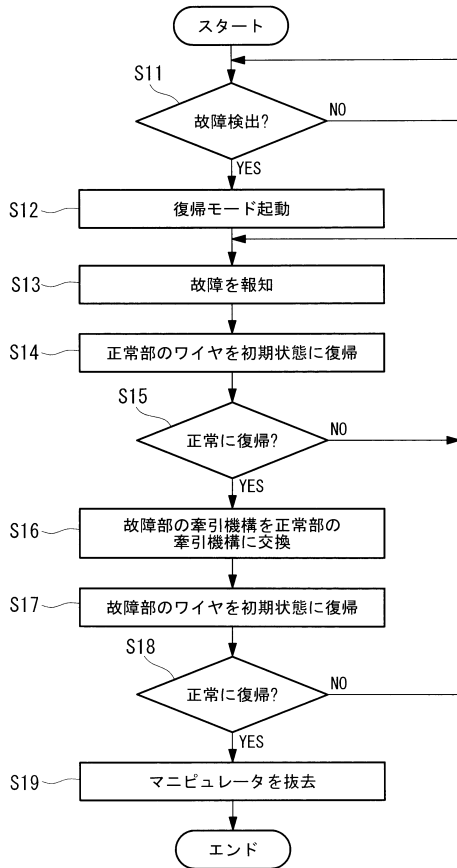 スタート
S11
故障検出?
NO
YES
S12
復帰モード起動
S13
故障を報知
S14
正常部のワイヤを初期状態に復帰
S15
正常に復帰?
NO
YES
S16
故障部の牽引機構を正常部の
牽引機構に交換
S17
故障部のワイヤを初期状態に復帰
S18
正常に復帰?
NO
YES
S19
マニピュレータを抜去
エンド